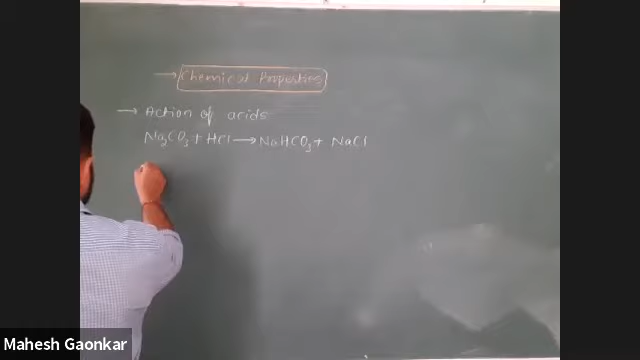 → Chemical Properties
→ Action of acids
Na₂CO₃ + HCl → NaHCO₃ + NaCl
Mahesh Gaonkar